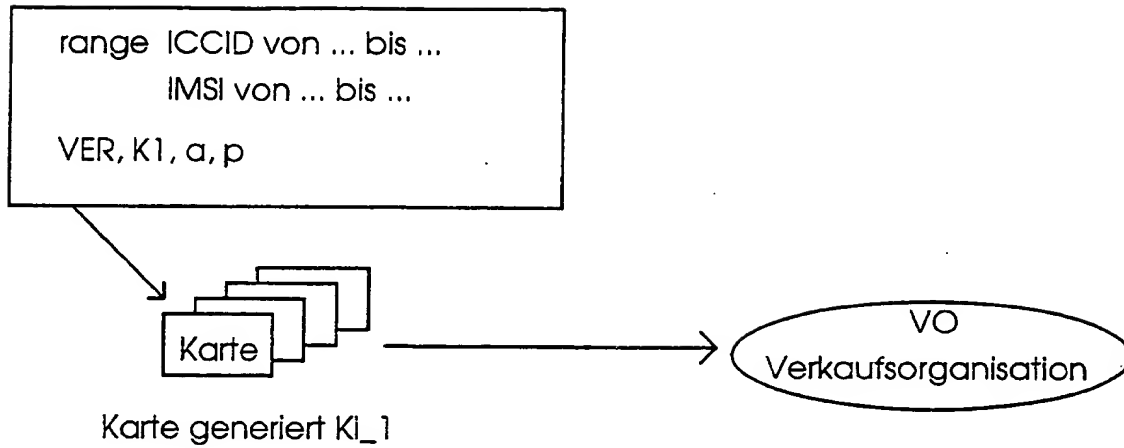 range ICCID von ... bis ...
IMSI von ... bis ...
VER, K1, a, p
Karte
VO
Verkaufsorganisation
Karte generiert Ki_1